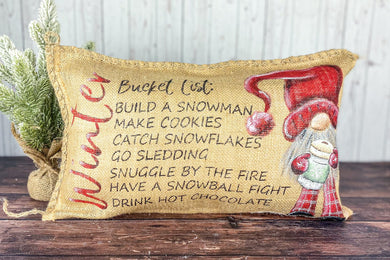 Winter
Bucket List:
BUILD A SNOWMAN
MAKE COOKIES
CATCH SNOWFLAKES
GO SLEDDING
SNUGGLE BY THE FIRE
HAVE A SNOWBALL FIGHT
DRINK HOT CHOCOLATE